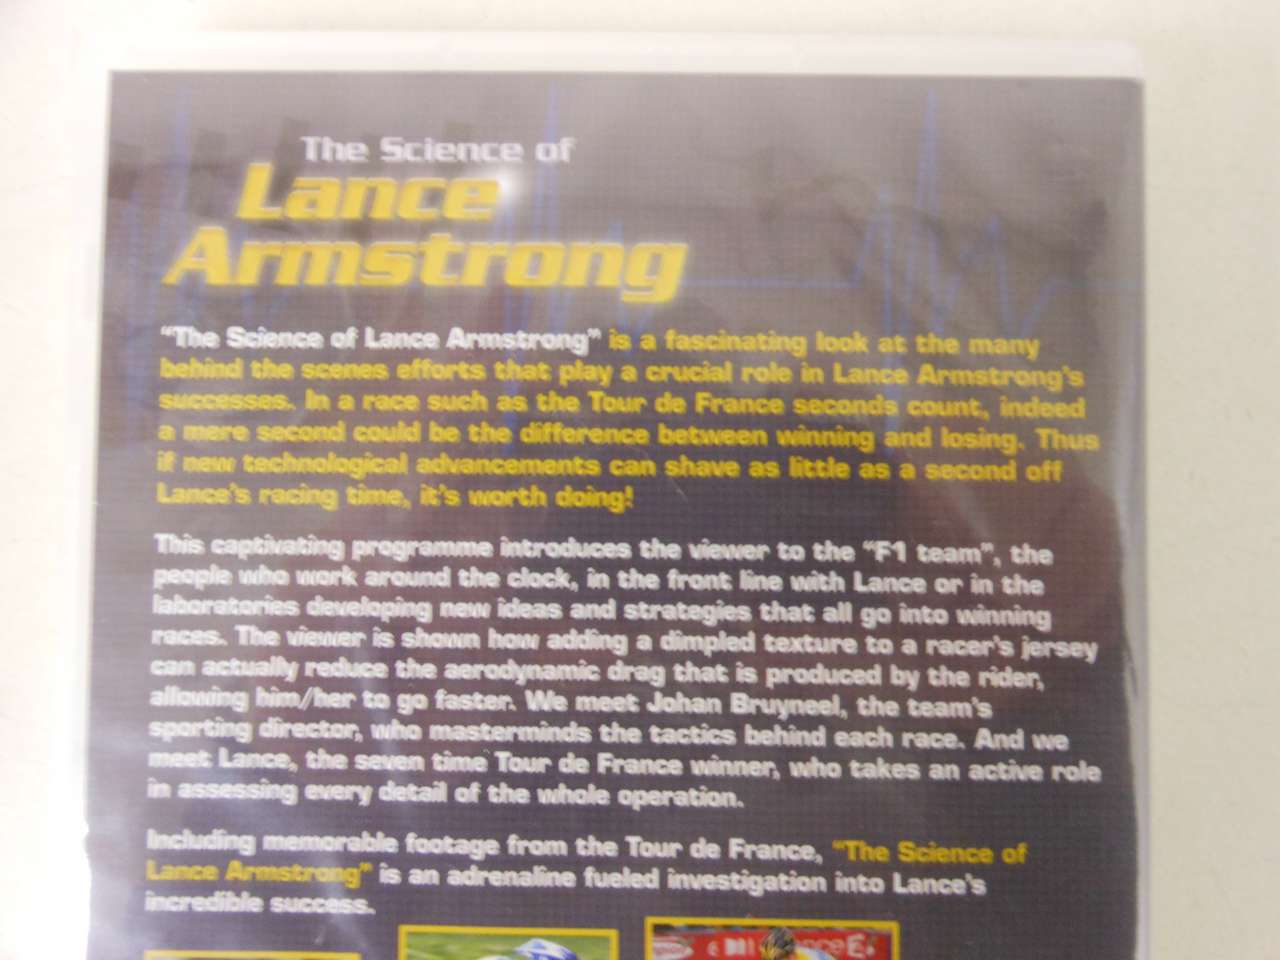 The Science of
Lance
Armstrong
“The Science of Lance Armstrong” is a fascinating look at the many
behind the scenes efforts that play a crucial role in Lance Armstrong’s
successes. In a race such as the Tour de France seconds count, indeed
a mere second could be the difference between winning and losing. Thus
if new technological advancements can shave as little as a second off
Lance’s racing time, it’s worth doing!
This captivating programme introduces the viewer to the “F1 team”, the
people who work around the clock, in the front line with Lance or in the
laboratories developing new ideas and strategies that all go into winning
races. The viewer is shown how adding a dimpled texture to a racer’s jersey
can actually reduce the aerodynamic drag that is produced by the rider,
allowing him/her to go faster. We meet Johan Bruyneel, the team’s
sporting director, who masterminds the tactics behind each race. And we
meet Lance, the seven time Tour de France winner, who takes an active role
in assessing every detail of the whole operation.
Including memorable footage from the Tour de France, “The Science of
Lance Armstrong” is an adrenaline fueled investigation into Lance’s
incredible success.